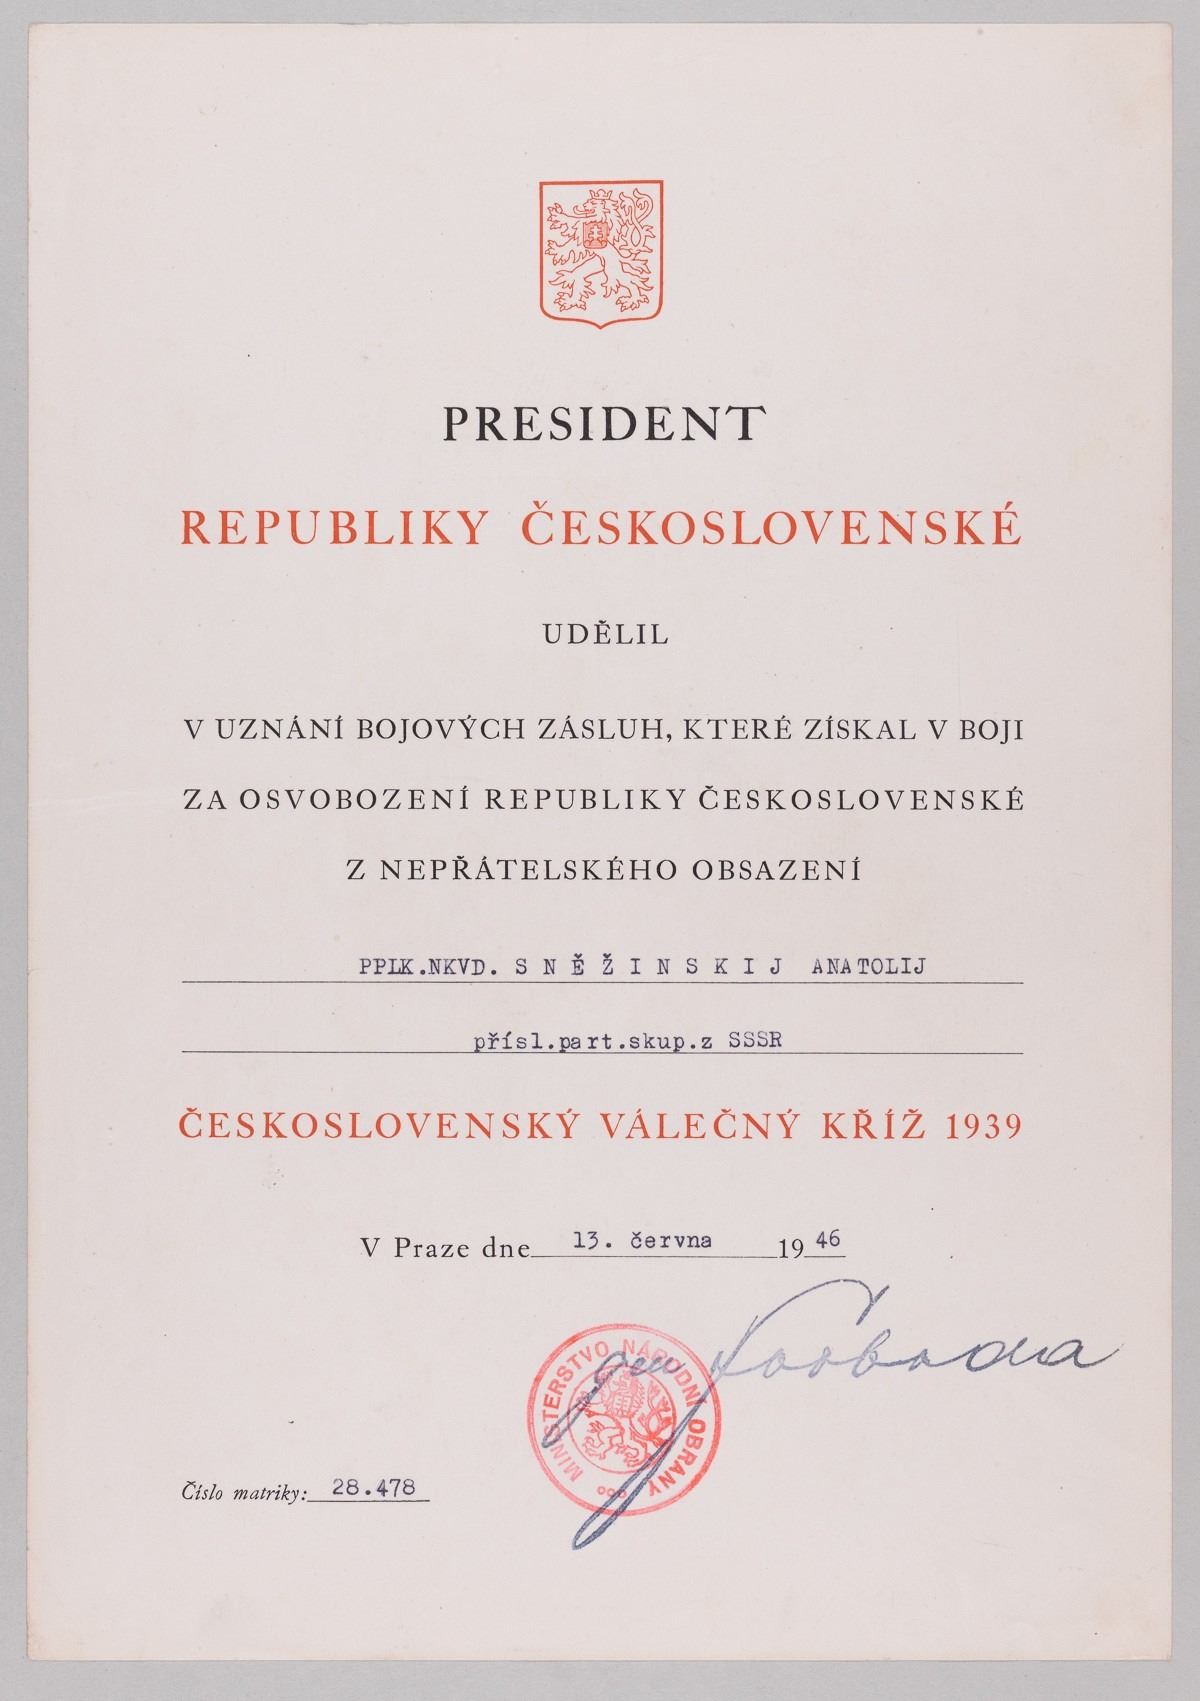 PRESIDENT
REPUBLIKY ČESKOSLOVENSKÉ
UDĚLIL
V UZNÁNÍ BOJOVÝCH ZÁSLUH, KTERÉ ZÍSKAL V BOJI
ZA OSVOBOZENÍ REPUBLIKY ČESKOSLOVENSKÉ
Z NEPŘÁTELSKÉHO OBSAZENÍ
PPLK.NKVD. S N Ě Ž I N S K I J ANATOLIJ
přísl.part.skup.z SSSR
ČESKOSLOVENSKÝ VÁLEČNÝ KŘÍŽ 1939
V Praze dne 13. června 1946
gen Svoboda
MINISTERSTVO NÁRODNÍ OBRANY
Číslo matriky: 28.478